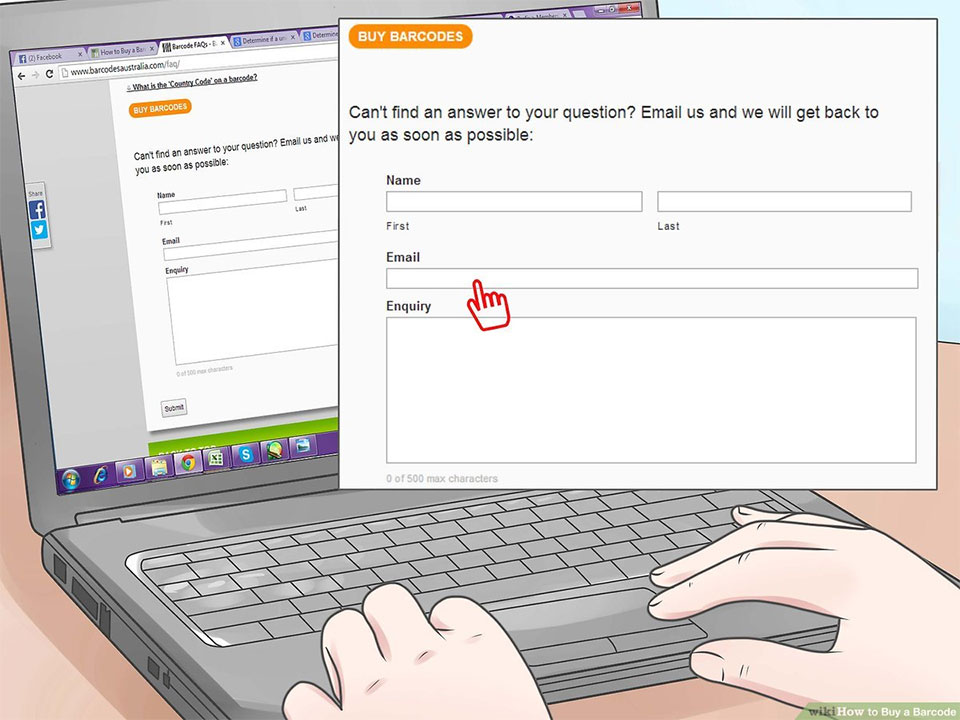 (2) Facebook
How to Buy a Bar
Barcode FAQs - B
Determine if a un
Determine
www.barcodesaustralia.com/faq/
What is the 'Country Code' on a barcode?
BUY BARCODES
Can't find an answer to your question? Email us and we
you as soon as possible:
Share
Name
First
Last
Email
Enquiry
0 of 500 max characters
Submit
BUY BARCODES
Can't find an answer to your question? Email us and we will get back to
you as soon as possible:
Name
First Last
Email
Enquiry
0 of 500 max characters
wikiHow to Buy a Barcode